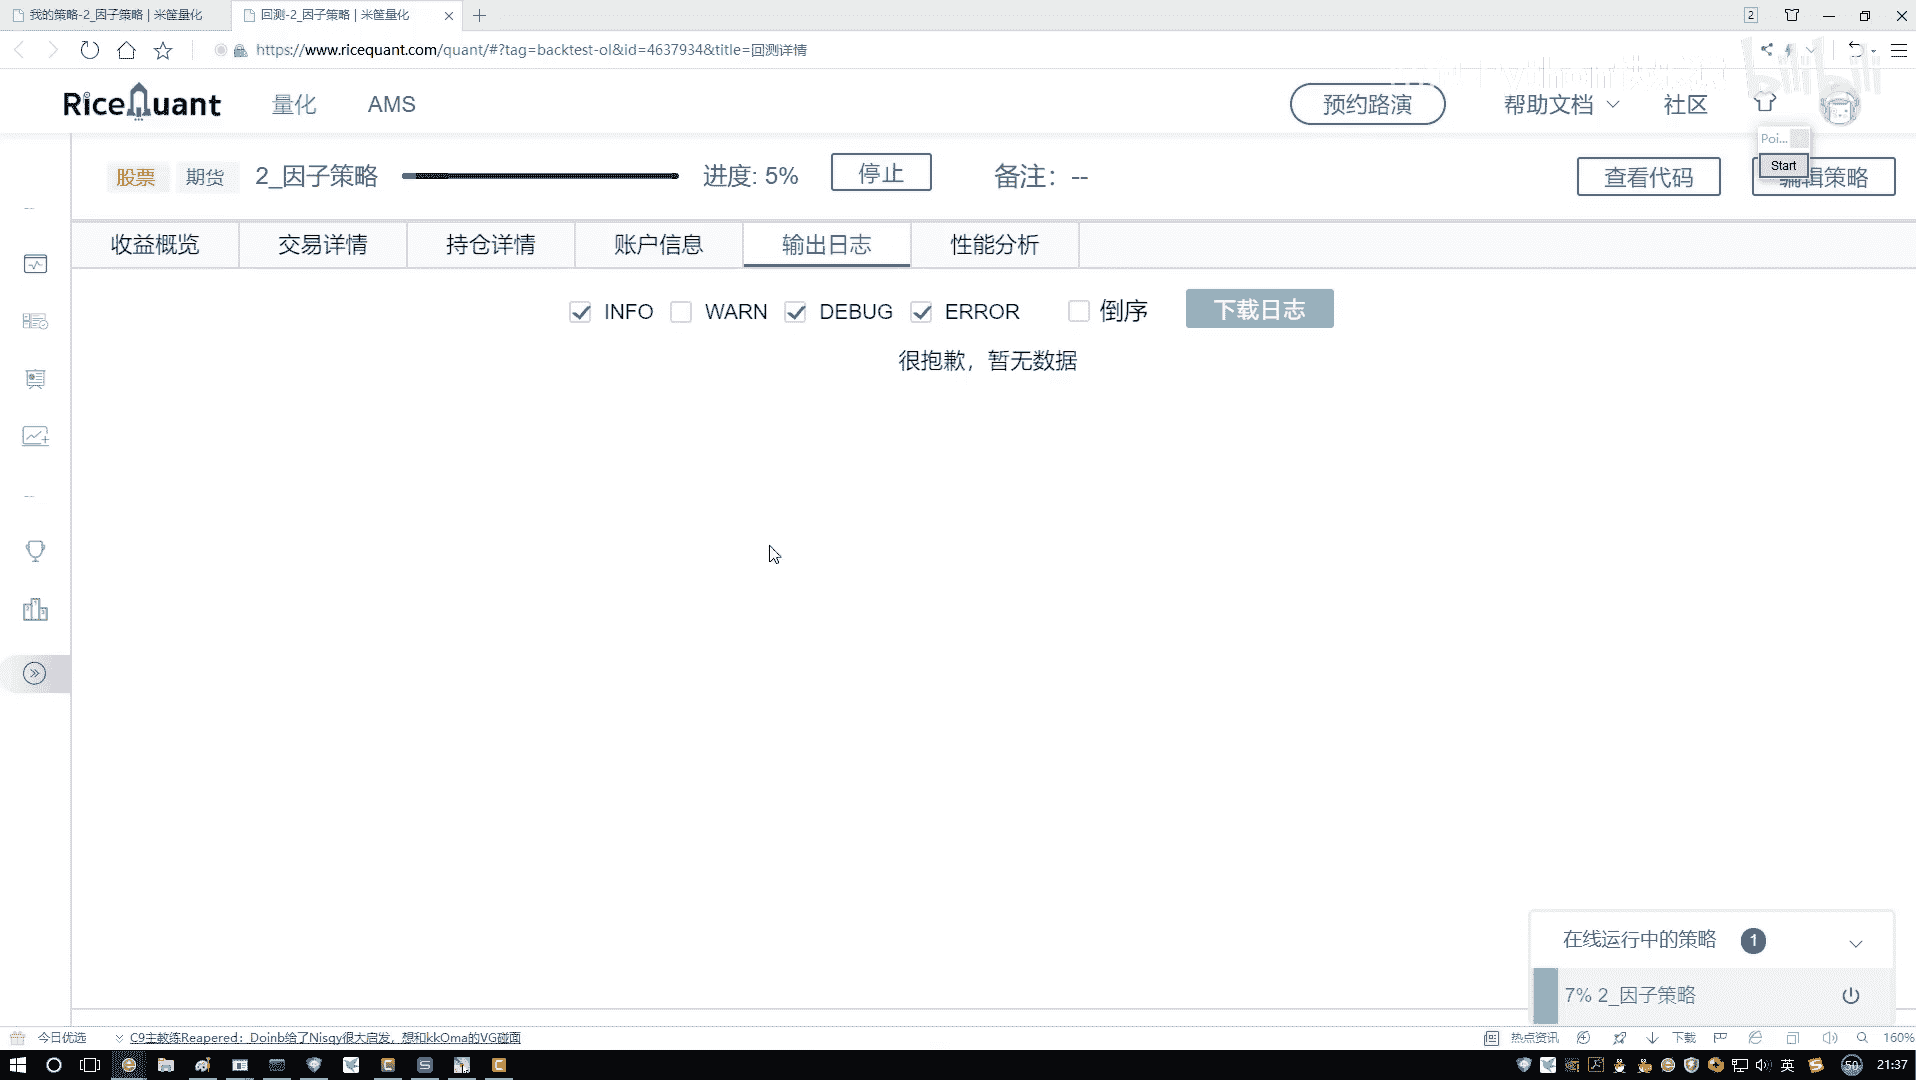 我的策略-2_因子策略 | 米筐量化
回测-2_因子策略 | 米筐量化
2
https://www.ricequant.com/quant/#?tag=backtest-ol&id=4637934&title=回测详情
bilibili
RiceQuant 量化 AMS 预约路演 帮助文档 社区
Poi...
Start
股票 期货 2_因子策略 进度: 5% 停止 备注： -- 查看代码 编辑策略
收益概览 交易详情 持仓详情 账户信息 输出日志 性能分析
INFO WARN DEBUG ERROR 倒序 下载日志
很抱歉，暂无数据
在线运行中的策略 1
7% 2_因子策略
今日优选 C9主教练Reapered：Doinb给了Nisqy很大启发，想和kkOma的VG碰面 热点资讯 下载 160%
英 50 21:37